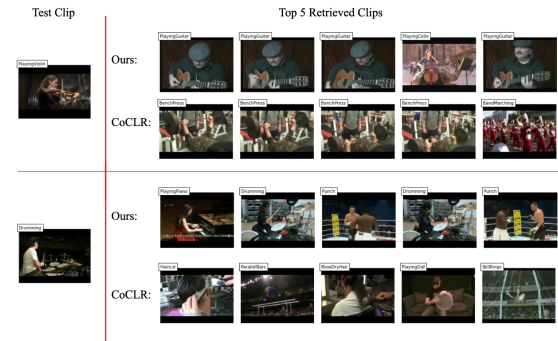 Test Clip
Top 5 Retrieved Clips
PlayingViolin
Ours:
PlayingGuitar
PlayingGuitar
PlayingGuitar
PlayingCello
PlayingGuitar
CoCLR:
BenchPress
BenchPress
BenchPress
BenchPress
BandMarching
Drumming
Ours:
PlayingPiano
Drumming
Punch
Drumming
Punch
CoCLR:
Haircut
ParallelBars
BlowDryHair
PlayingDaf
StillRings